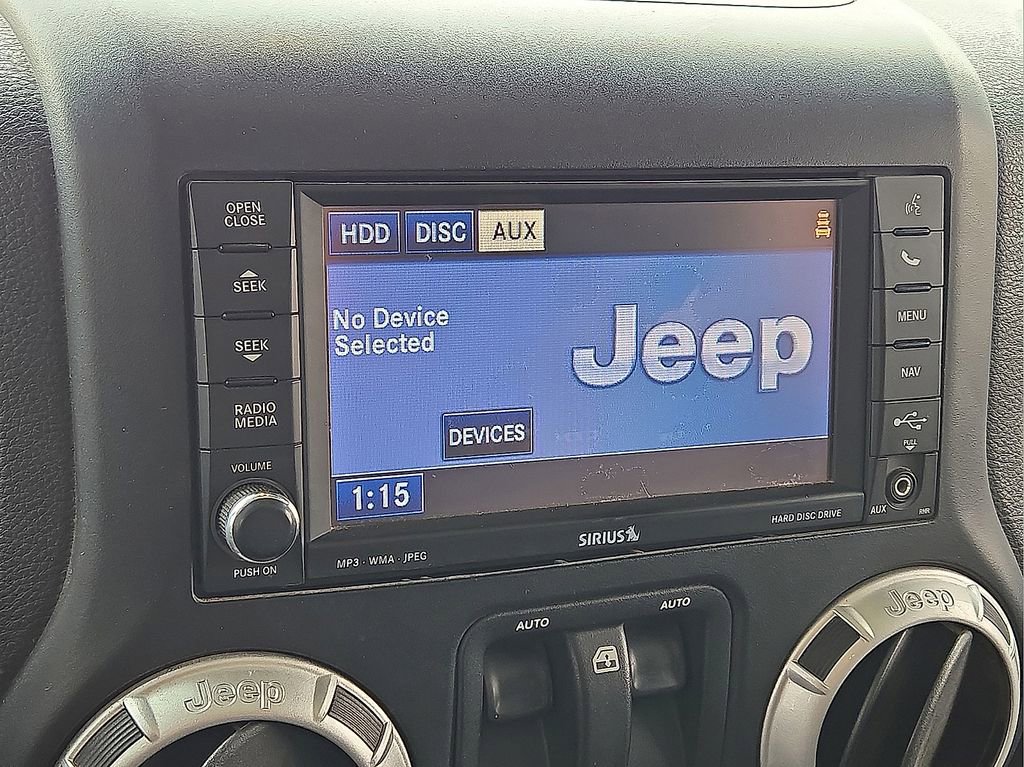 OPEN
CLOSE
SEEK
SEEK
RADIO
MEDIA
VOLUME
PUSH ON
HDD DISC AUX
No Device
Selected
Jeep
DEVICES
1:15
MENU
NAV
PULL
AUX RHR
MP3 · WMA · JPEG
SIRIUS
HARD DISC DRIVE
AUTO
AUTO
Jeep
Jeep